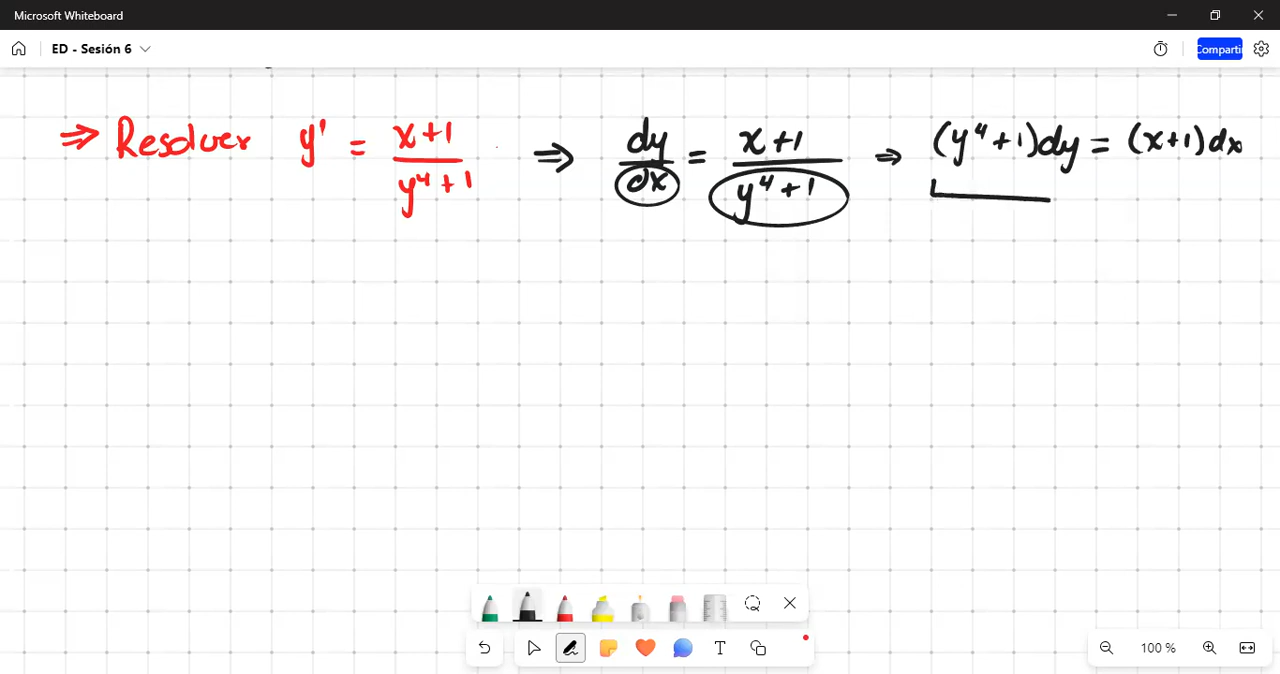 Microsoft Whiteboard
ED - Sesión 6
Comparti
⇒ Resolver y' = x+1 / y⁴+1 ⇒ dy/dx = x+1 / y⁴+1 ⇒ (y⁴+1)dy = (x+1)dx
T
100 %